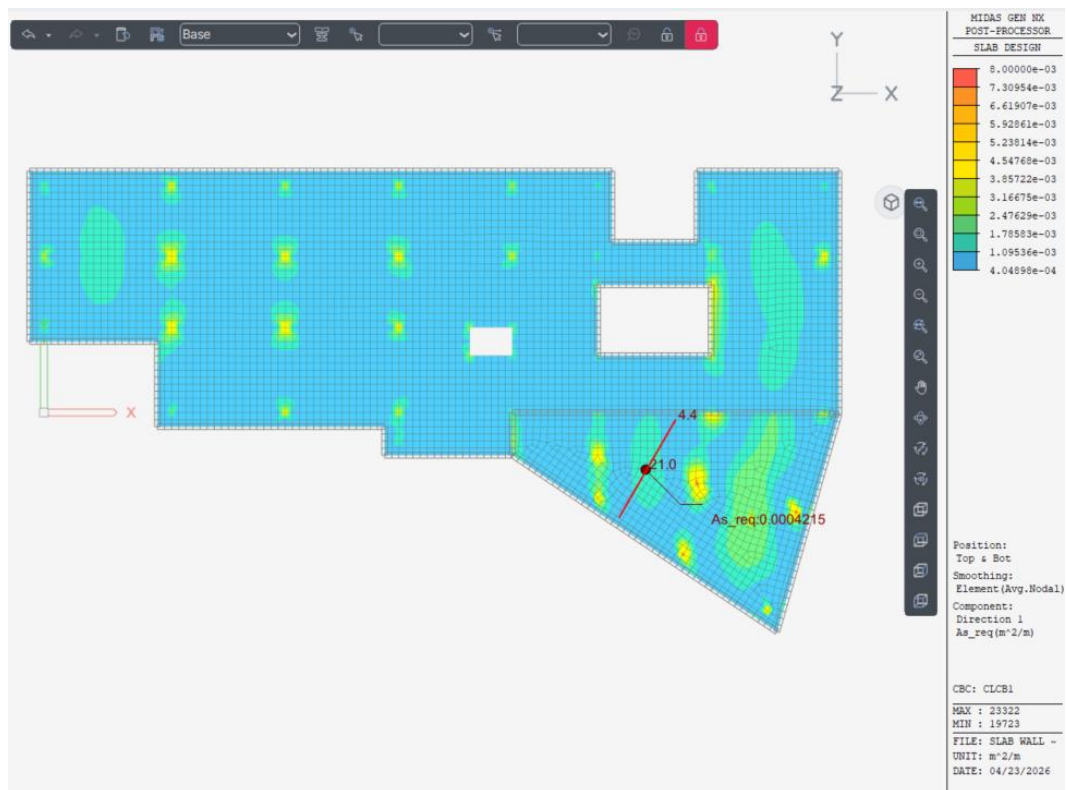 Base
Y
Z X
X
4.4
21.0
As_req:0.0004215
MIDAS GEN NX
POST-PROCESSOR
SLAB DESIGN
8.00000e-03
7.30954e-03
6.61907e-03
5.92861e-03
5.23814e-03
4.54768e-03
3.85722e-03
3.16675e-03
2.47629e-03
1.78583e-03
1.09536e-03
4.04898e-04
Position:
Top & Bot
Smoothing:
Element(Avg.Nodal)
Component:
Direction 1
As_req(m^2/m)
CBC: CLCB1
MAX : 23322
MIN : 19723
FILE: SLAB WALL ~
UNIT: m^2/m
DATE: 04/23/2026